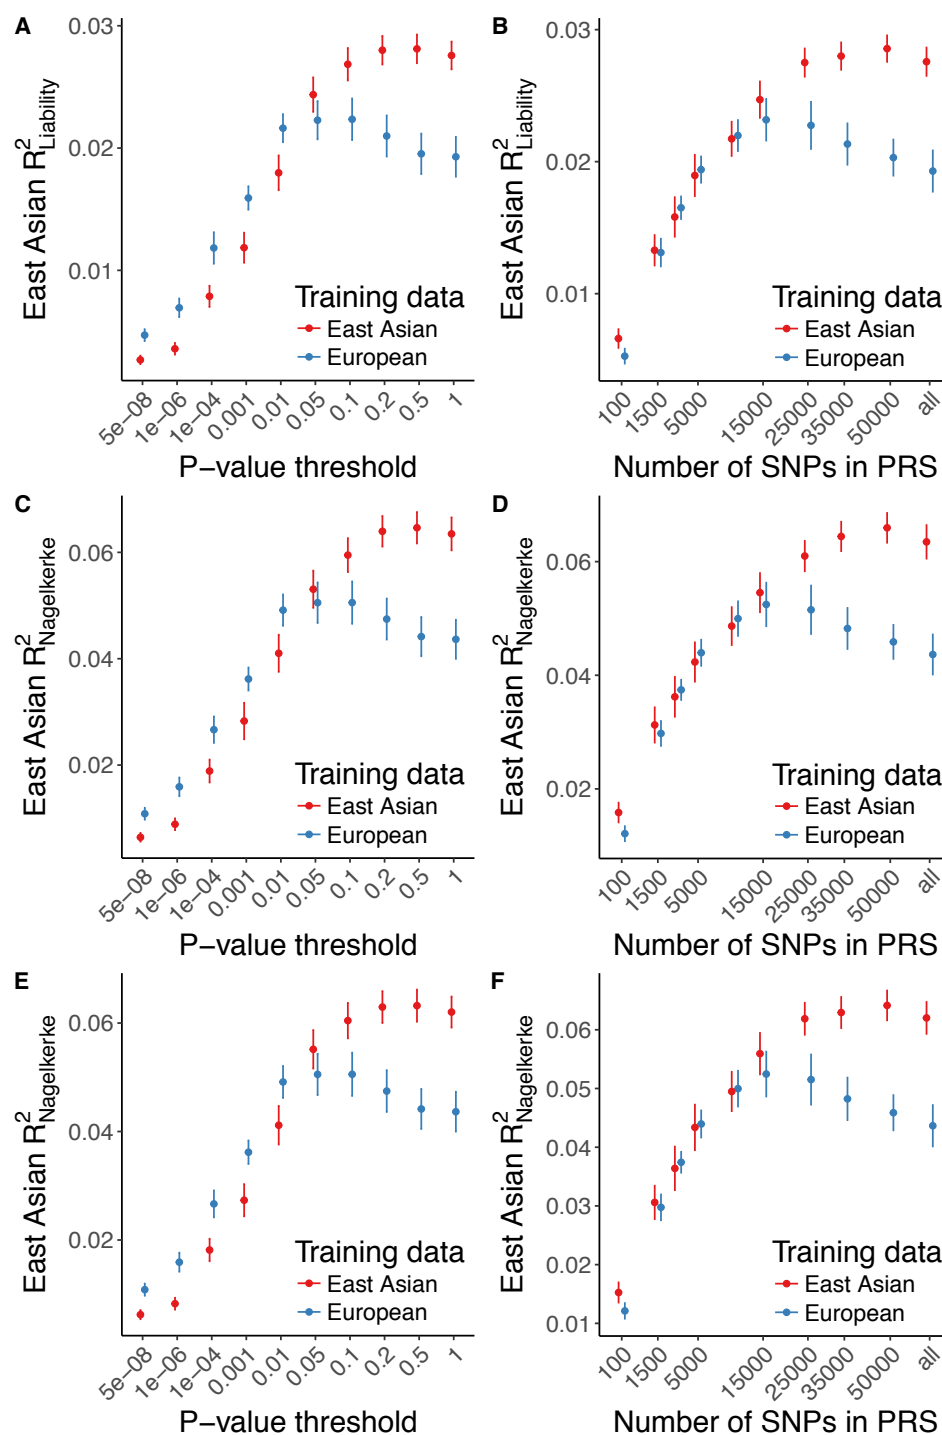 A
East Asian R²Liability
0.03
0.02
0.01
Training data
East Asian
European
5e−08
1e−06
1e−04
0.001
0.01
0.05
0.1
0.2
0.5
1
P−value threshold
B
East Asian R²Liability
0.03
0.02
0.01
Training data
East Asian
European
100
1500
5000
15000
25000
35000
50000
all
Number of SNPs in PRS
C
East Asian R²Nagelkerke
0.06
0.04
0.02
Training data
East Asian
European
5e−08
1e−06
1e−04
0.001
0.01
0.05
0.1
0.2
0.5
1
P−value threshold
D
East Asian R²Nagelkerke
0.06
0.04
0.02
Training data
East Asian
European
100
1500
5000
15000
25000
35000
50000
all
Number of SNPs in PRS
E
East Asian R²Nagelkerke
0.06
0.04
0.02
Training data
East Asian
European
5e−08
1e−06
1e−04
0.001
0.01
0.05
0.1
0.2
0.5
1
P−value threshold
F
East Asian R²Nagelkerke
0.06
0.05
0.04
0.03
0.02
0.01
Training data
East Asian
European
100
1500
5000
15000
25000
35000
50000
all
Number of SNPs in PRS